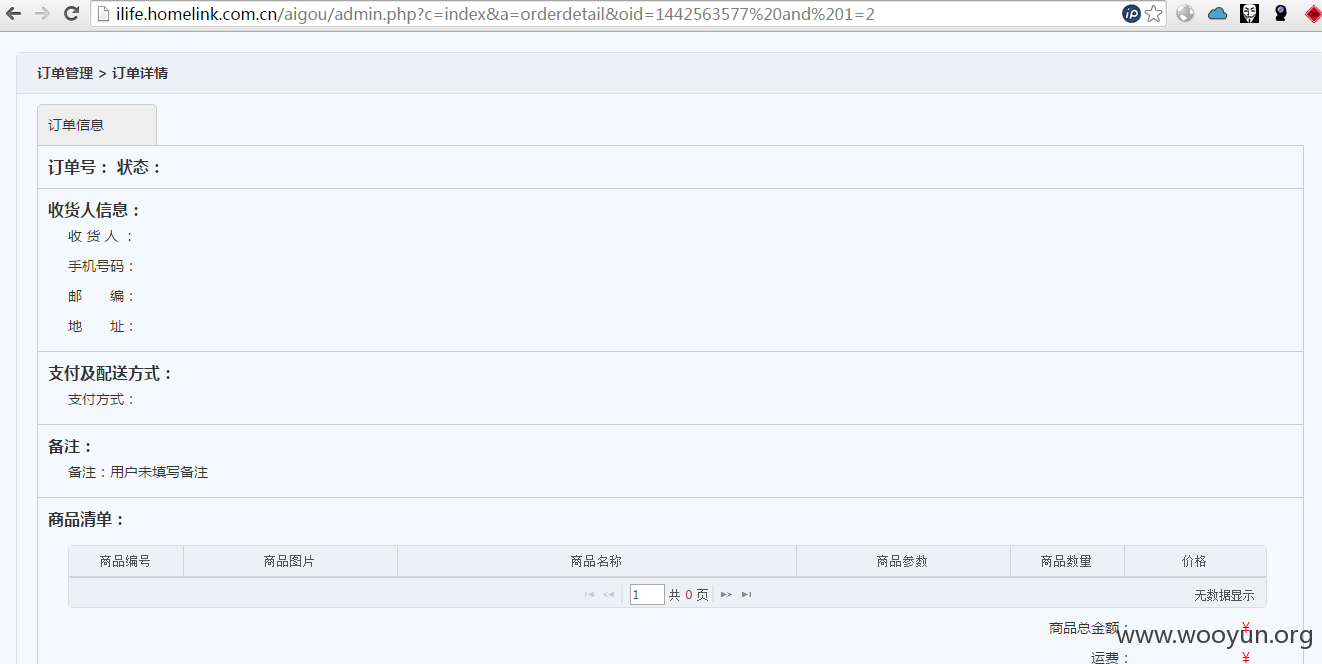 ilife.homelink.com.cn/aigou/admin.php?c=index&a=orderdetail&oid=1442563577%20and%201=2
订单管理 > 订单详情
订单信息
订单号： 状态：
收货人信息：
收 货 人 ：
手机号码：
邮　　编：
地　　址：
支付及配送方式：
支付方式：
备注：
备注：用户未填写备注
商品清单：
商品编号 商品图片 商品名称 商品参数 商品数量 价格
1 共 0 页 无数据显示
商品总金额： ¥
www.wooyun.org
运费： ¥